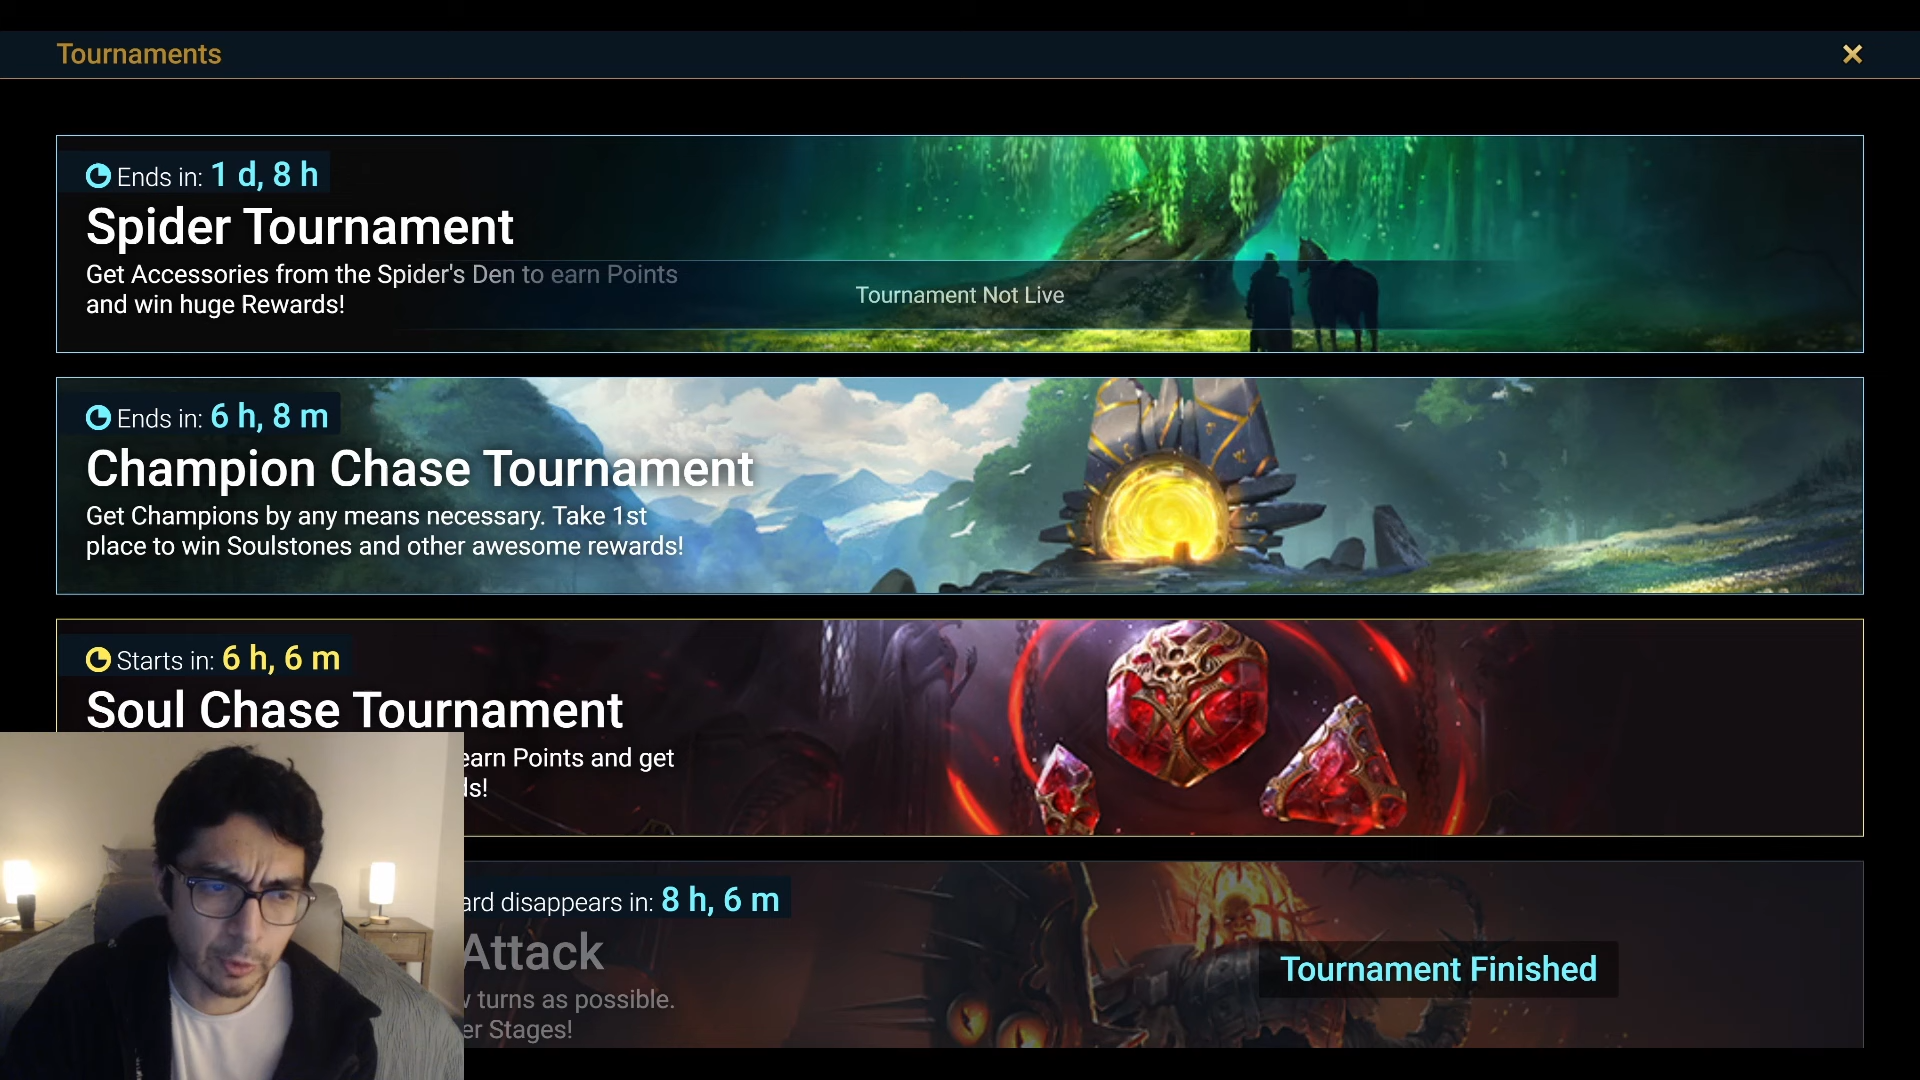 Tournaments
Ends in: 1 d, 8 h
Spider Tournament
Get Accessories from the Spider's Den to earn Points
and win huge Rewards!
Tournament Not Live
Ends in: 6 h, 8 m
Champion Chase Tournament
Get Champions by any means necessary. Take 1st
place to win Soulstones and other awesome rewards!
Starts in: 6 h, 6 m
Soul Chase Tournament
earn Points and get
disappears in: 8 h, 6 m
Attack
Tournament Finished
turns as possible.
Stages!